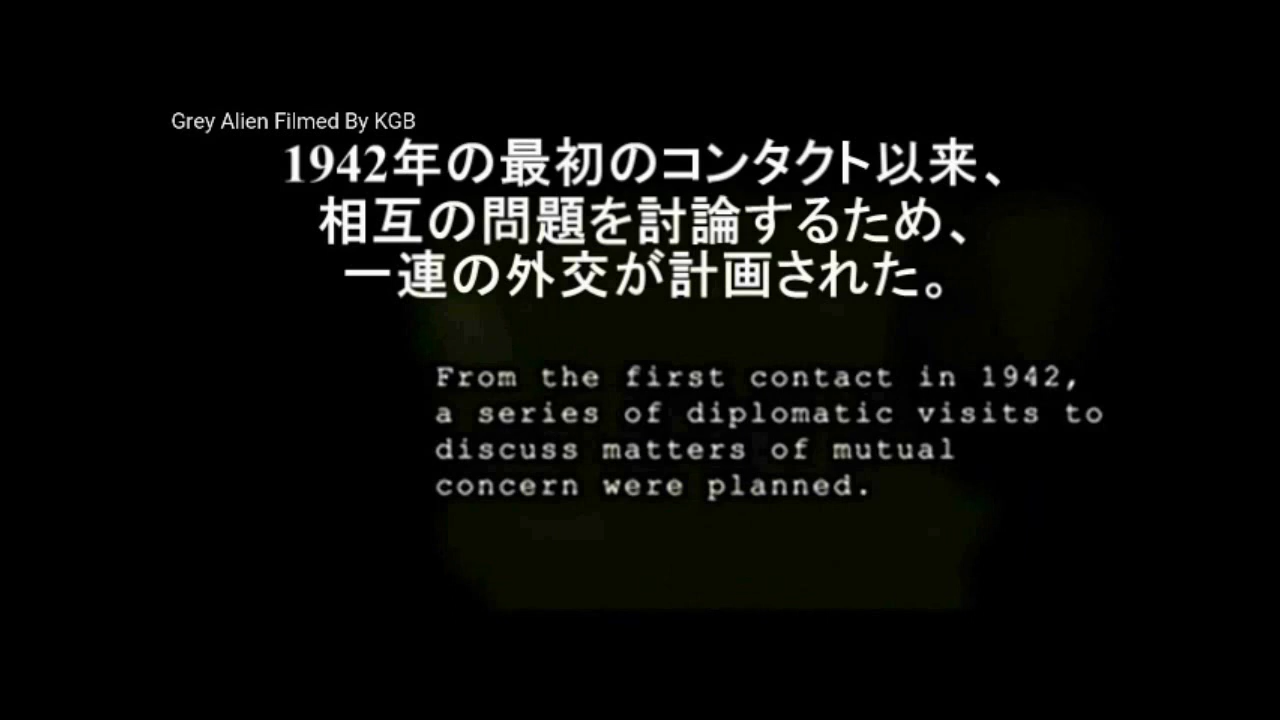 Grey Alien Filmed By KGB
1942年の最初のコンタクト以来、
相互の問題を討論するため、
一連の外交が計画された。
From the first contact in 1942,
a series of diplomatic visits to
discuss matters of mutual
concern were planned.